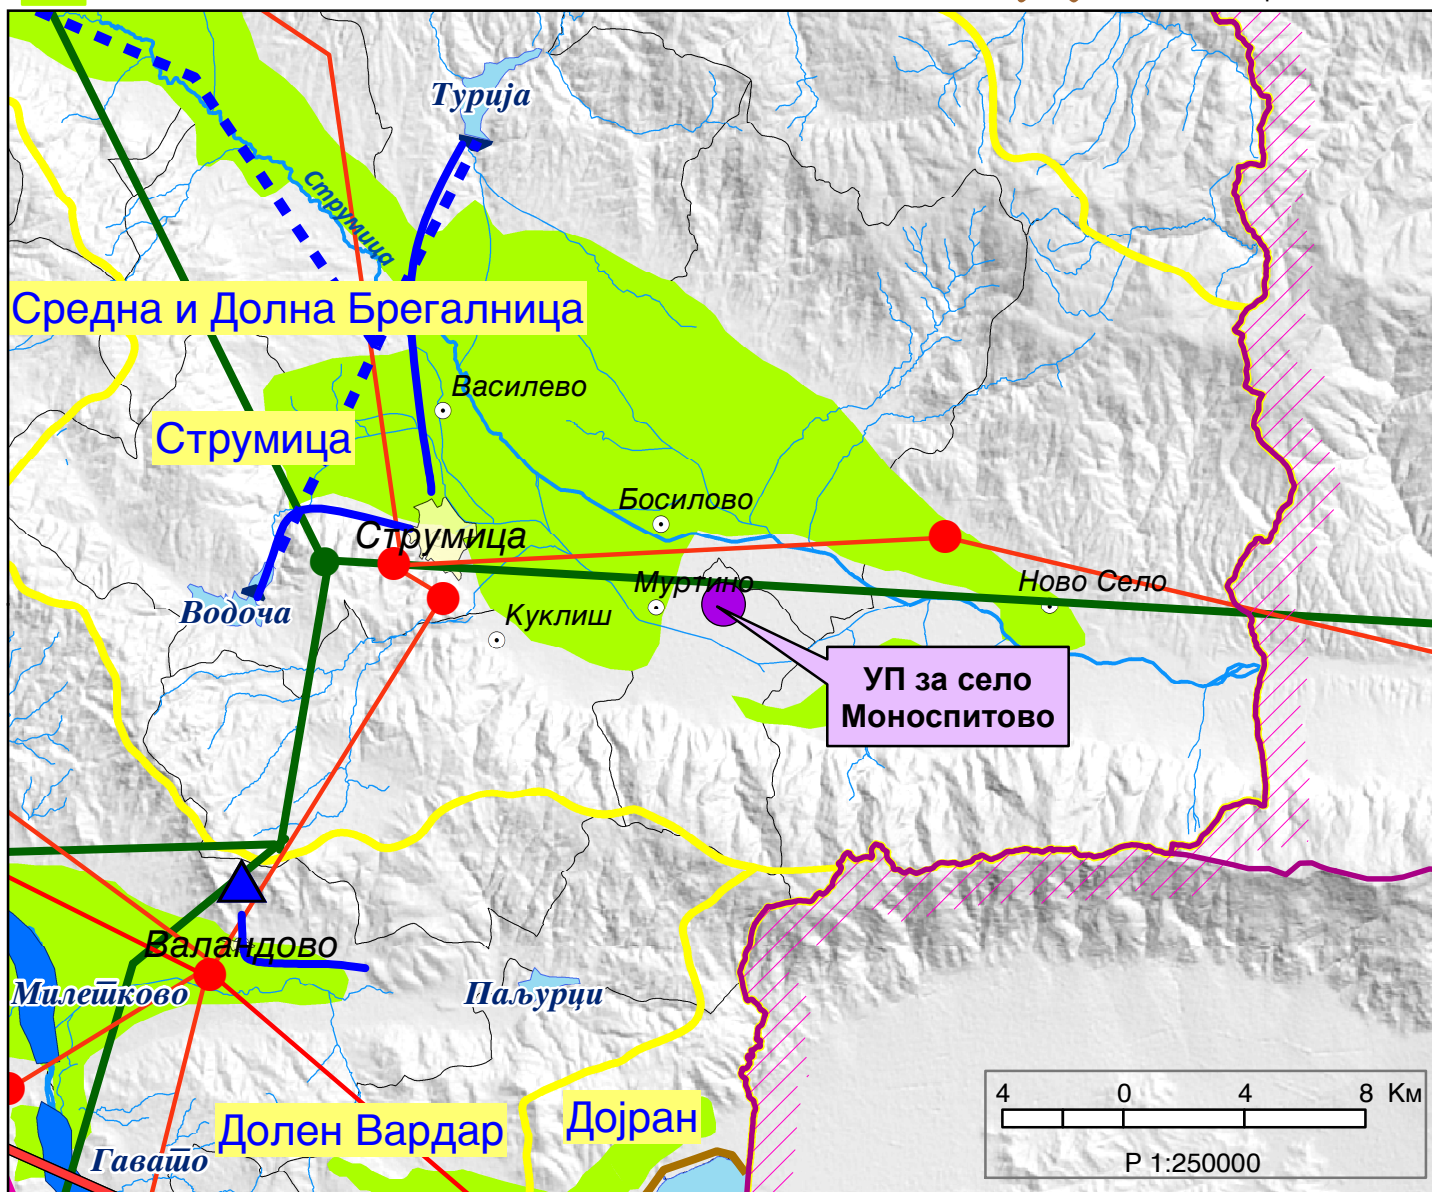 Турија
Струмица
Средна и Долна Брегалница
Василево
Струмица
Босилово
Струмица
Муртино
Ново Село
Водоча
Куклиш
УП за село
Моноспитово
Валандово
Милетково
Паљурци
Долен Вардар
Дојран
Гавато
4 0 4 8 Км
Р 1:250000